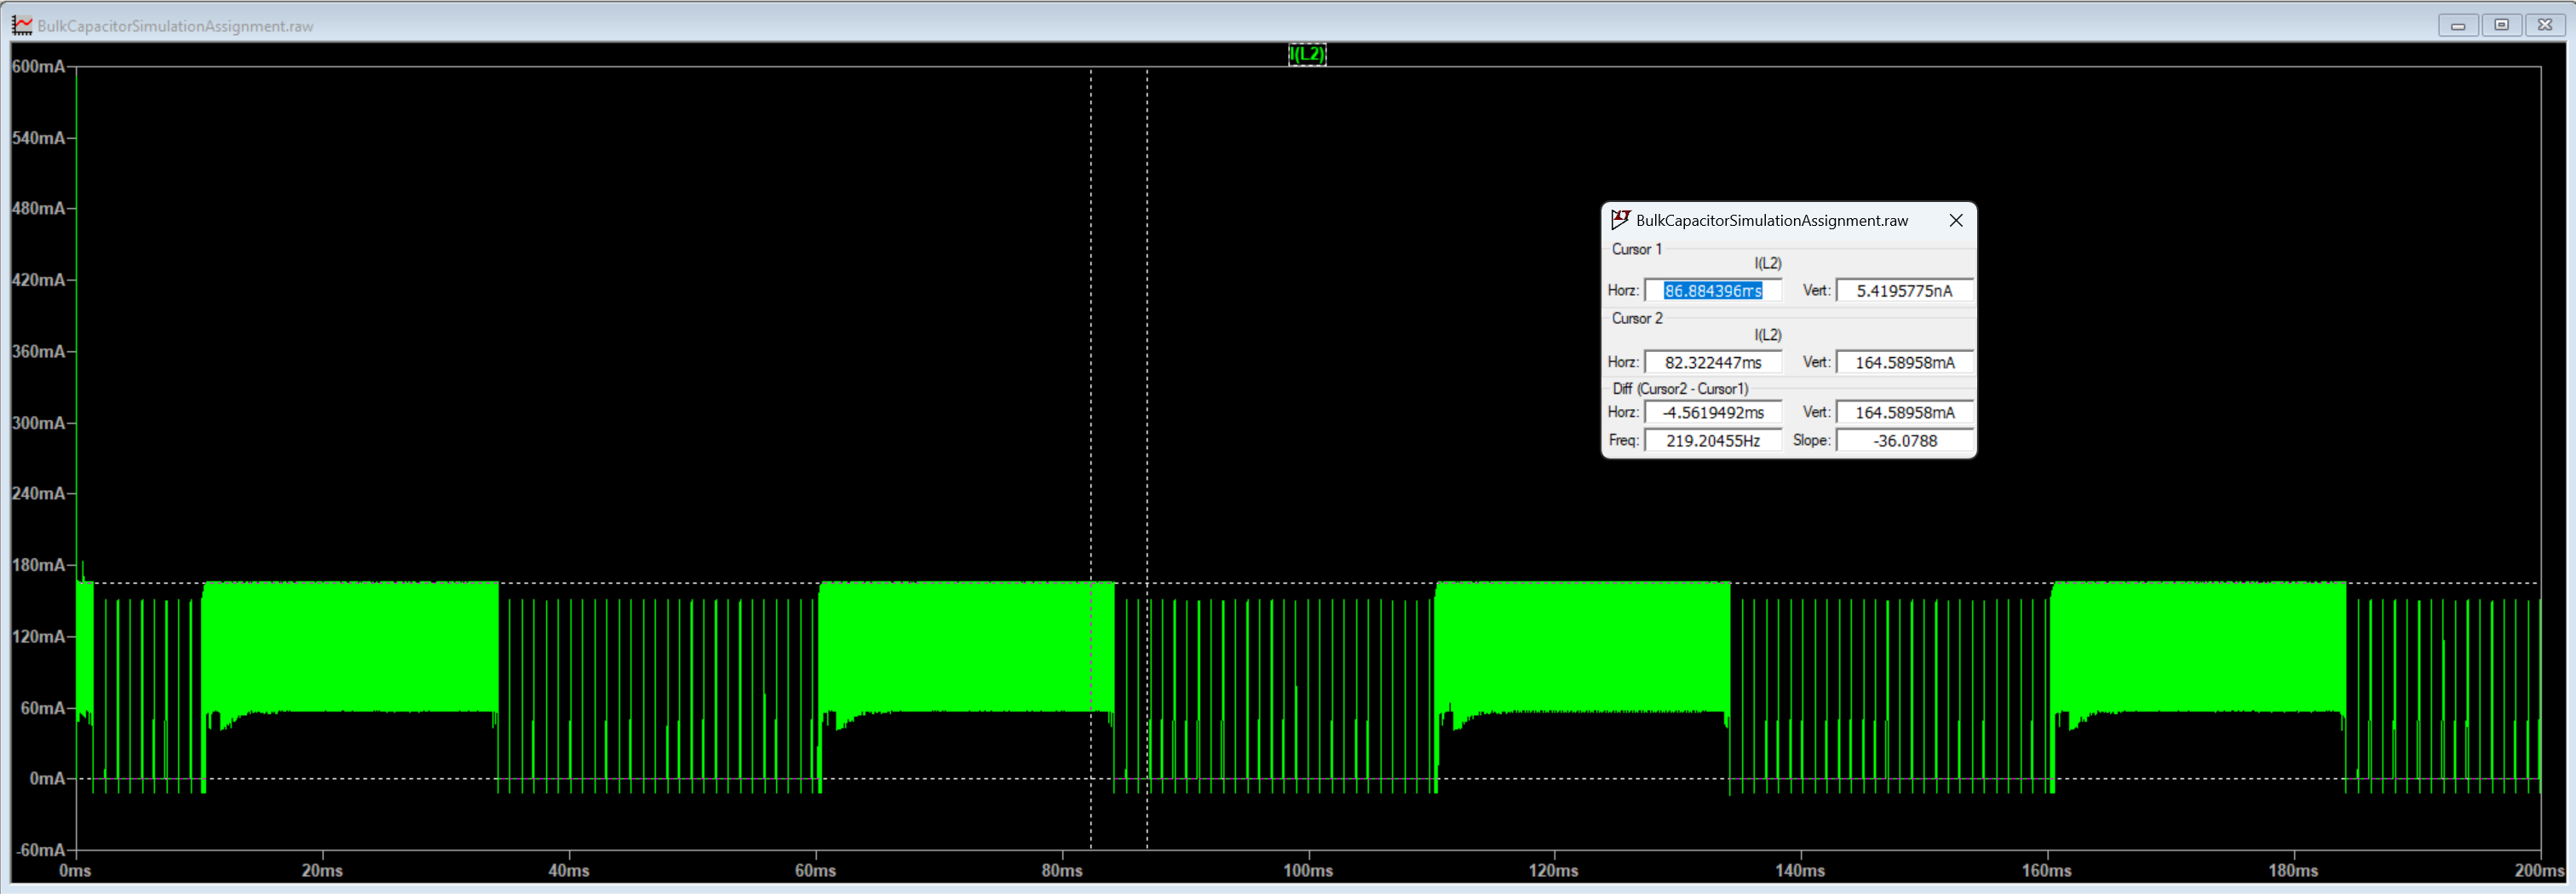 BulkCapacitorSimulationAssignment.raw
I(L2)
600mA
540mA
480mA
420mA
360mA
300mA
240mA
180mA
120mA
60mA
0mA
-60mA
0ms 20ms 40ms 60ms 80ms 100ms 120ms 140ms 160ms 180ms 200ms
BulkCapacitorSimulationAssignment.raw
Cursor 1
I(L2)
Horz: 86.884396ms Vert: 5.4195775nA
Cursor 2
I(L2)
Horz: 82.322447ms Vert: 164.58958mA
Diff (Cursor2 - Cursor1)
Horz: -4.5619492ms Vert: 164.58958mA
Freq: 219.20455Hz Slope: -36.0788